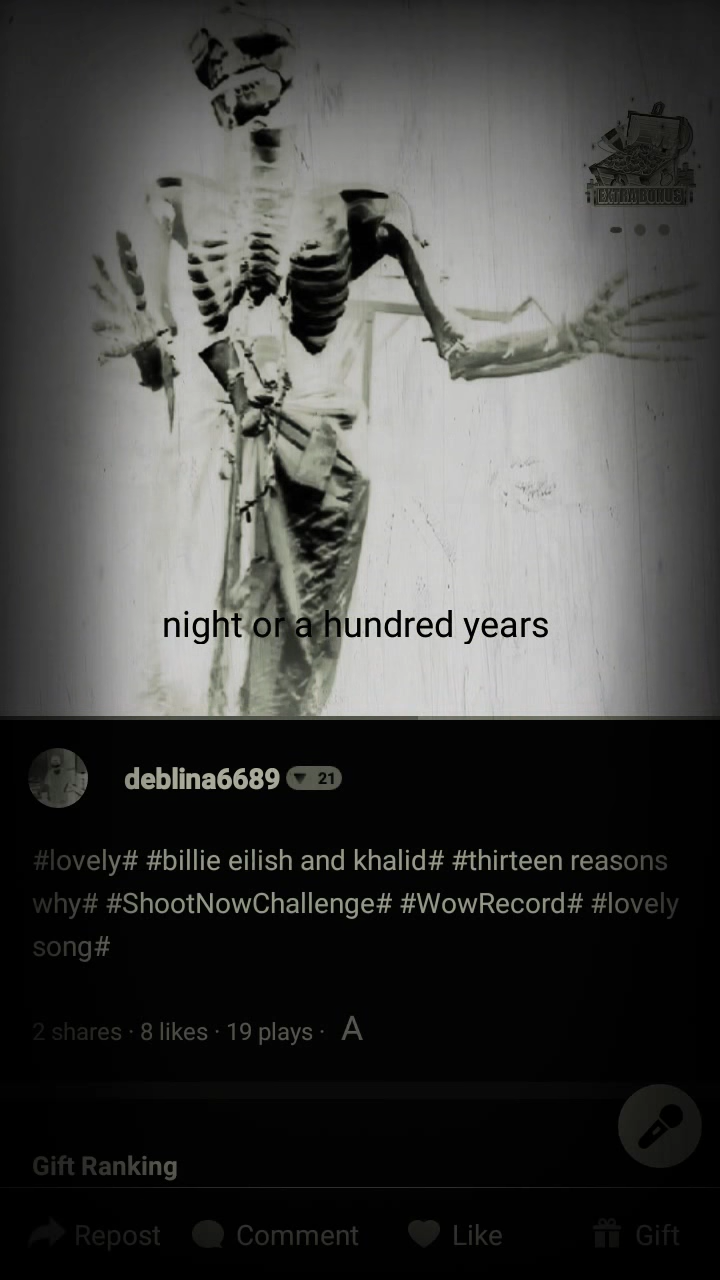 EXTRA BONUS
night or a hundred years
deblina6689 21
#lovely# #billie eilish and khalid# #thirteen reasons
why# #ShootNowChallenge# #WowRecord# #lovely
song#
2 shares · 8 likes · 19 plays · A
Gift Ranking
Repost Comment Like Gift